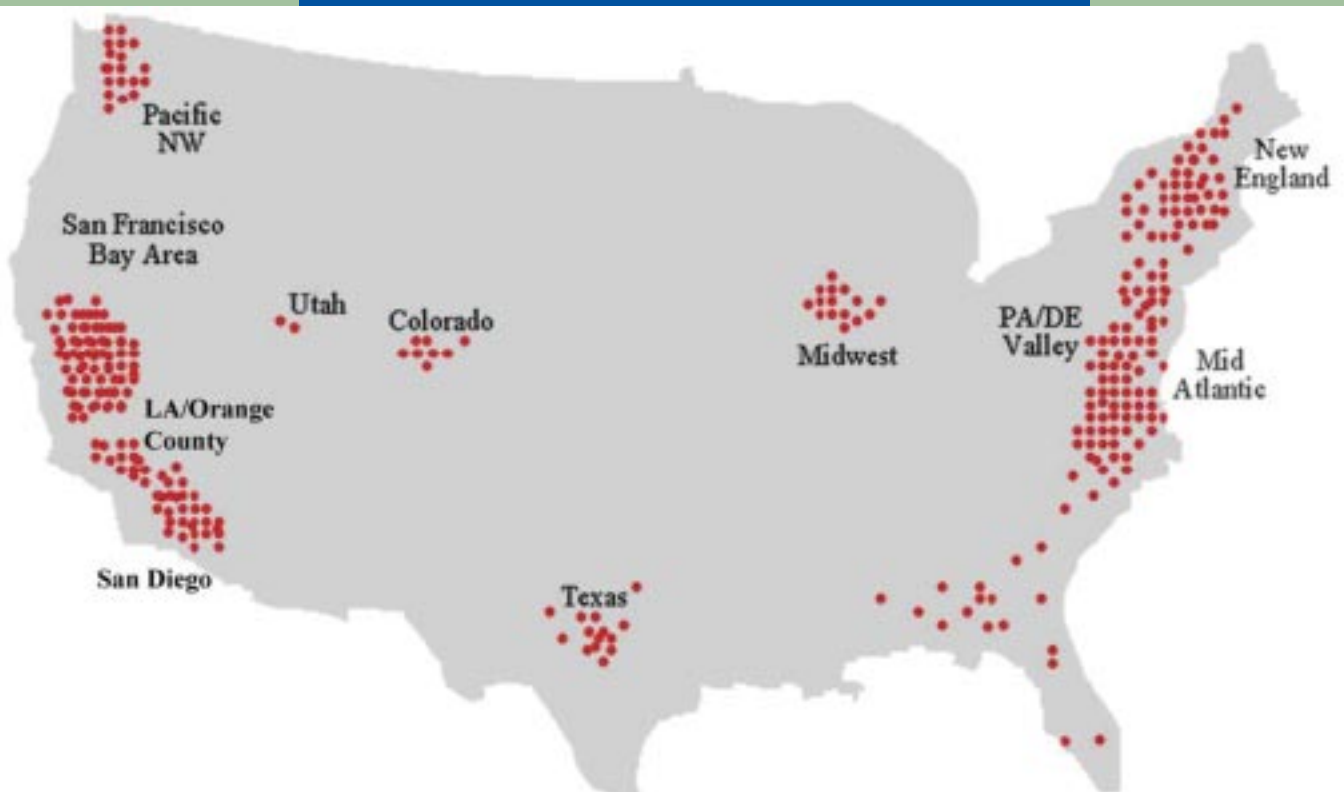 Pacific
NW
New
England
San Francisco
Bay Area
Utah
Colorado
PA/DE
Valley
Midwest
Mid
Atlantic
LA/Orange
County
San Diego
Texas